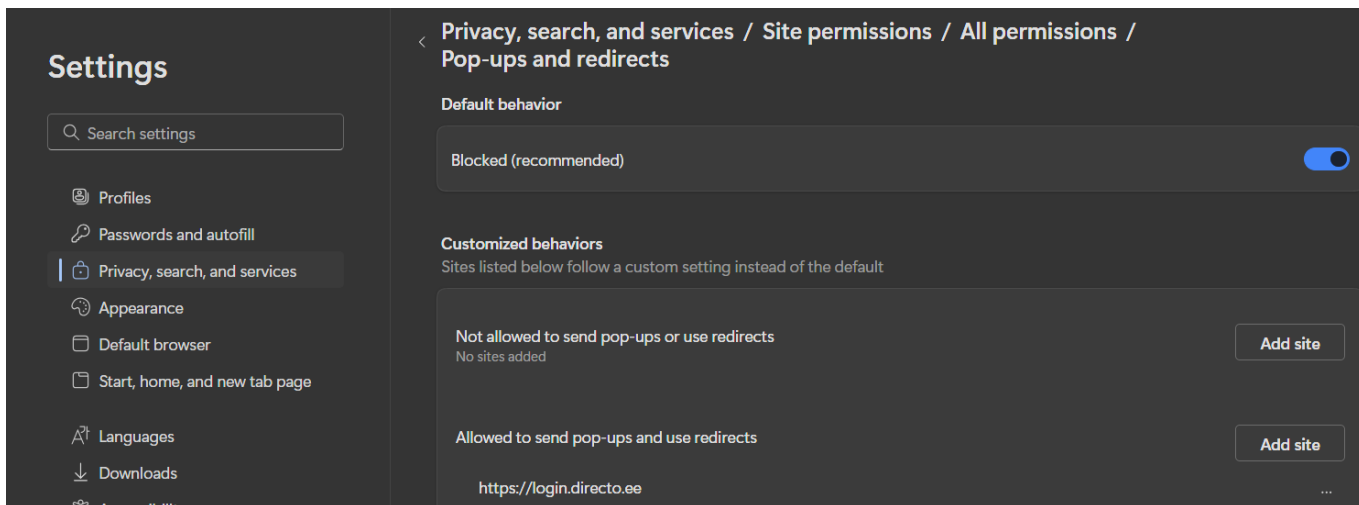 Settings
Search settings
Profiles
Passwords and autofill
Privacy, search, and services
Appearance
Default browser
Start, home, and new tab page
Languages
Downloads
Privacy, search, and services / Site permissions / All permissions /
Pop-ups and redirects
Default behavior
Blocked (recommended)
Customized behaviors
Sites listed below follow a custom setting instead of the default
Not allowed to send pop-ups or use redirects
No sites added
Add site
Allowed to send pop-ups and use redirects
Add site
https://login.directo.ee
...